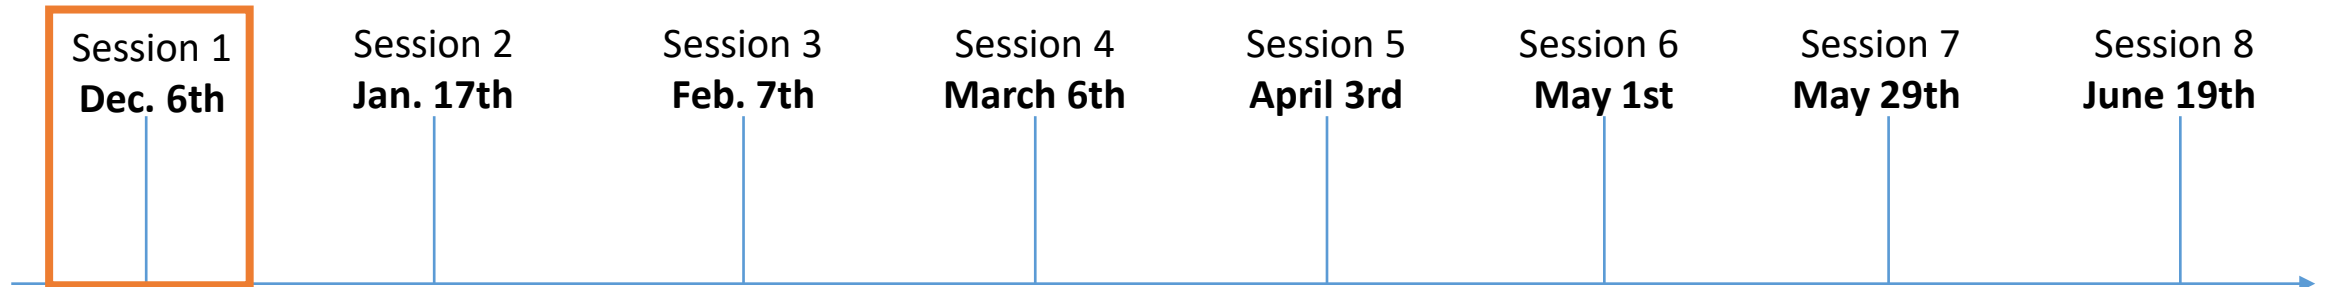 Session 1
Dec. 6th
Session 2
Jan. 17th
Session 3
Feb. 7th
Session 4
March 6th
Session 5
April 3rd
Session 6
May 1st
Session 7
May 29th
Session 8
June 19th